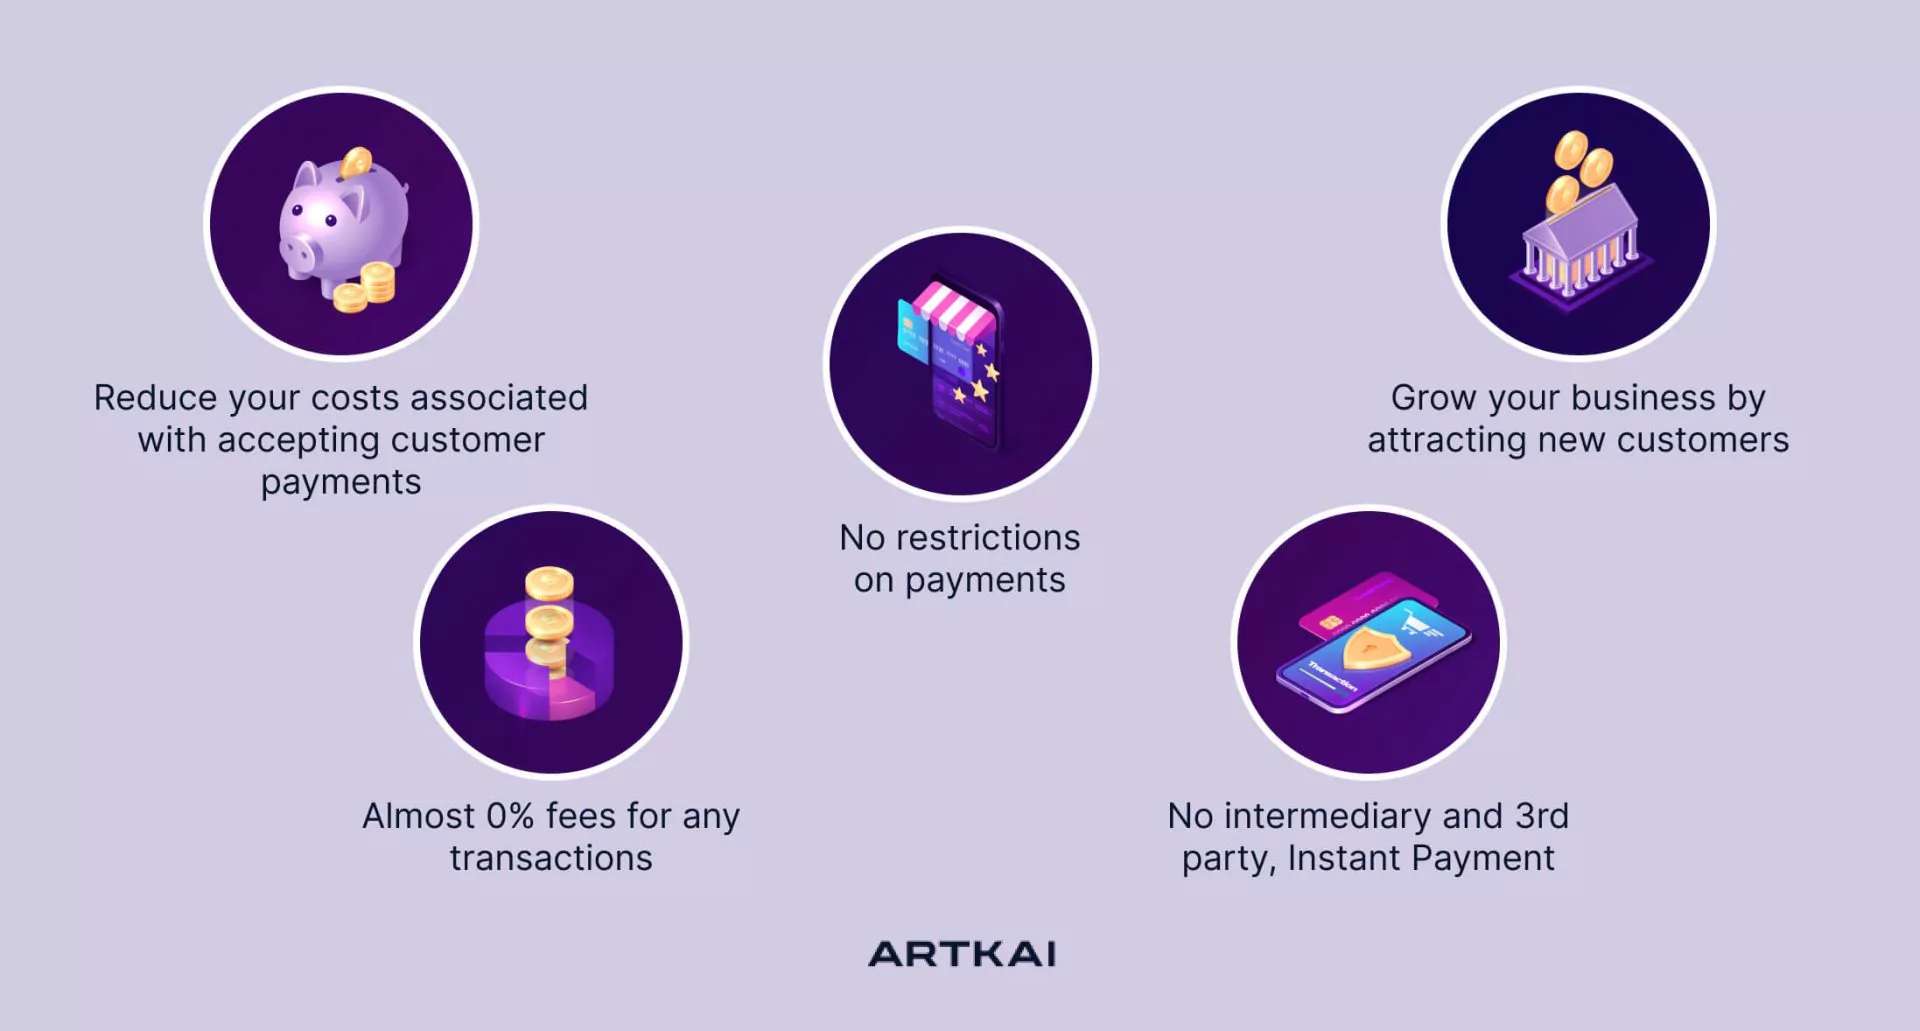 Reduce your costs associated
with accepting customer
payments
No restrictions
on payments
Grow your business by
attracting new customers
Almost 0% fees for any
transactions
Transaction
No intermediary and 3rd
party, Instant Payment
ARTKAI